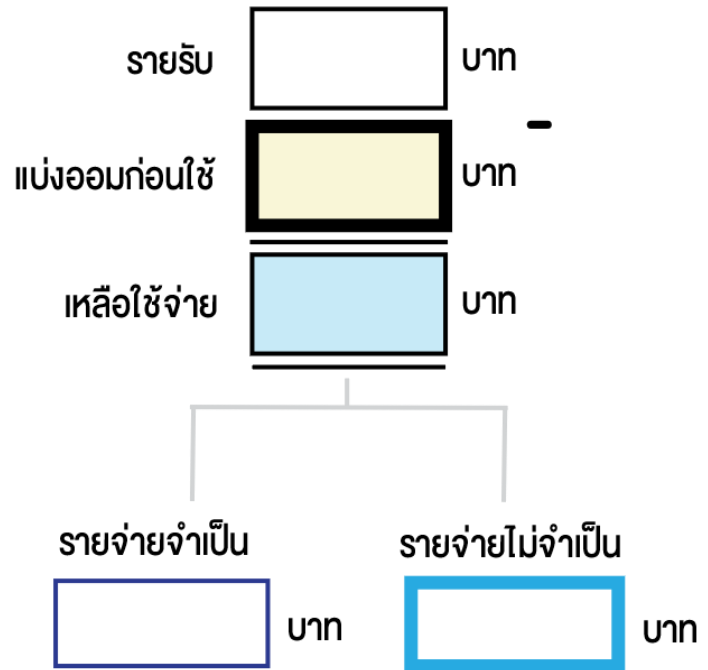 รายรับ บาท
-
แบ่งออมก่อนใช้ บาท
เหลือใช้จ่าย บาท
รายจ่ายจำเป็น รายจ่ายไม่จำเป็น
บาท บาท